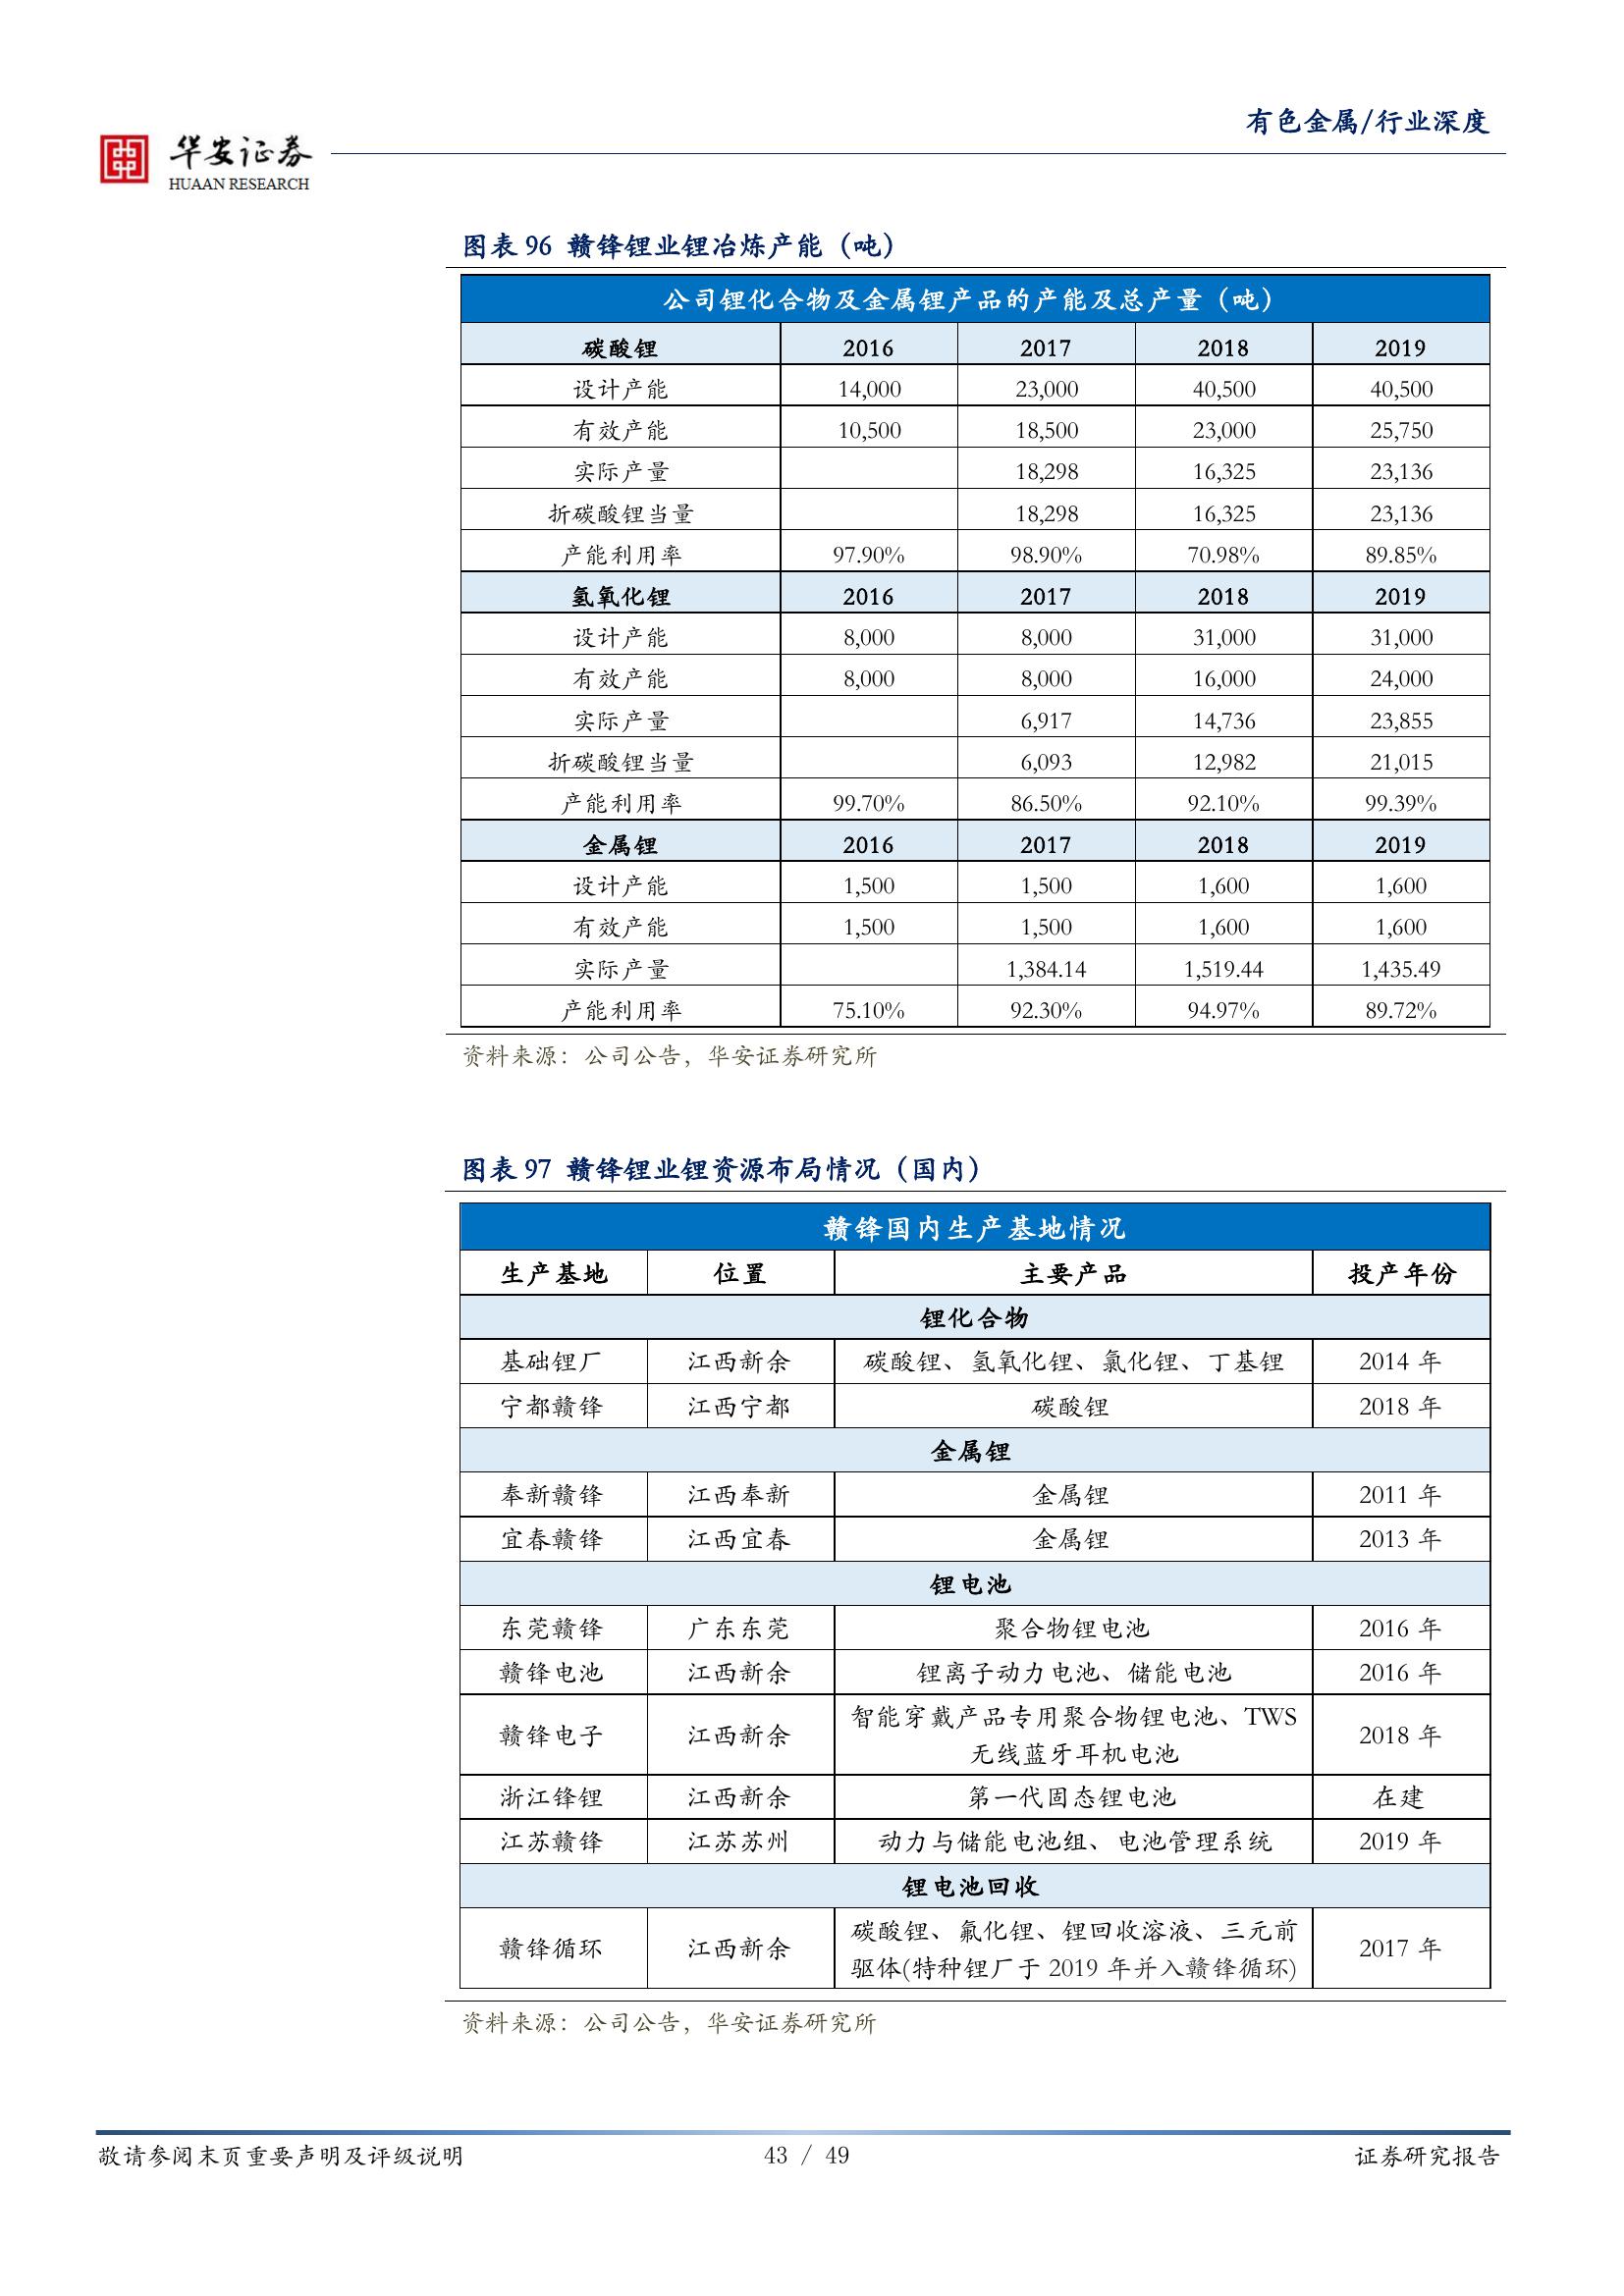 有色金属/行业深度
华安证券
HUAAN RESEARCH
图表 96 赣锋锂业锂冶炼产能（吨）
公司锂化合物及金属锂产品的产能及总产量（吨）
碳酸锂 2016 2017 2018 2019
设计产能 14,000 23,000 40,500 40,500
有效产能 10,500 18,500 23,000 25,750
实际产量 18,298 16,325 23,136
折碳酸锂当量 18,298 16,325 23,136
产能利用率 97.90% 98.90% 70.98% 89.85%
氢氧化锂 2016 2017 2018 2019
设计产能 8,000 8,000 31,000 31,000
有效产能 8,000 8,000 16,000 24,000
实际产量 6,917 14,736 23,855
折碳酸锂当量 6,093 12,982 21,015
产能利用率 99.70% 86.50% 92.10% 99.39%
金属锂 2016 2017 2018 2019
设计产能 1,500 1,500 1,600 1,600
有效产能 1,500 1,500 1,600 1,600
实际产量 1,384.14 1,519.44 1,435.49
产能利用率 75.10% 92.30% 94.97% 89.72%
资料来源：公司公告，华安证券研究所
图表 97 赣锋锂业锂资源布局情况（国内）
赣锋国内生产基地情况
生产基地 位置 主要产品 投产年份
锂化合物
基础锂厂 江西新余 碳酸锂、氢氧化锂、氯化锂、丁基锂 2014 年
宁都赣锋 江西宁都 碳酸锂 2018 年
金属锂
奉新赣锋 江西奉新 金属锂 2011 年
宜春赣锋 江西宜春 金属锂 2013 年
锂电池
东莞赣锋 广东东莞 聚合物锂电池 2016 年
赣锋电池 江西新余 锂离子动力电池、储能电池 2016 年
赣锋电子 江西新余 智能穿戴产品专用聚合物锂电池、TWS
无线蓝牙耳机电池 2018 年
浙江锋锂 江西新余 第一代固态锂电池 在建
江苏赣锋 江苏苏州 动力与储能电池组、电池管理系统 2019 年
锂电池回收
赣锋循环 江西新余 碳酸锂、氟化锂、锂回收溶液、三元前
驱体(特种锂厂于 2019 年并入赣锋循环) 2017 年
资料来源：公司公告，华安证券研究所
敬请参阅末页重要声明及评级说明 43 / 49 证券研究报告